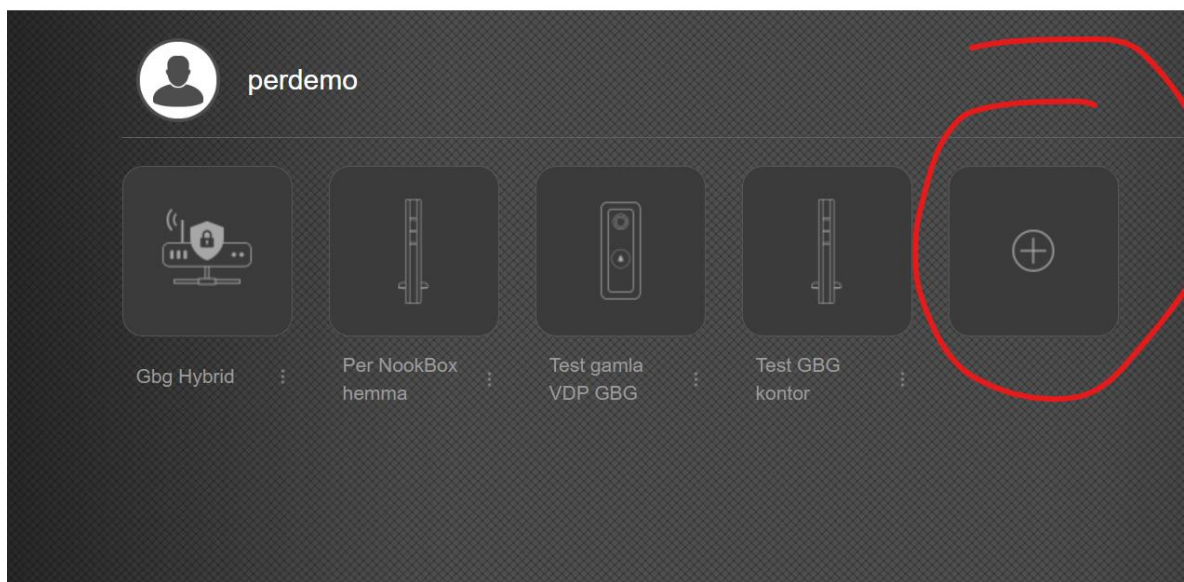 perdemo
Gbg Hybrid
Per NookBox
hemma
Test gamla
VDP GBG
Test GBG
kontor